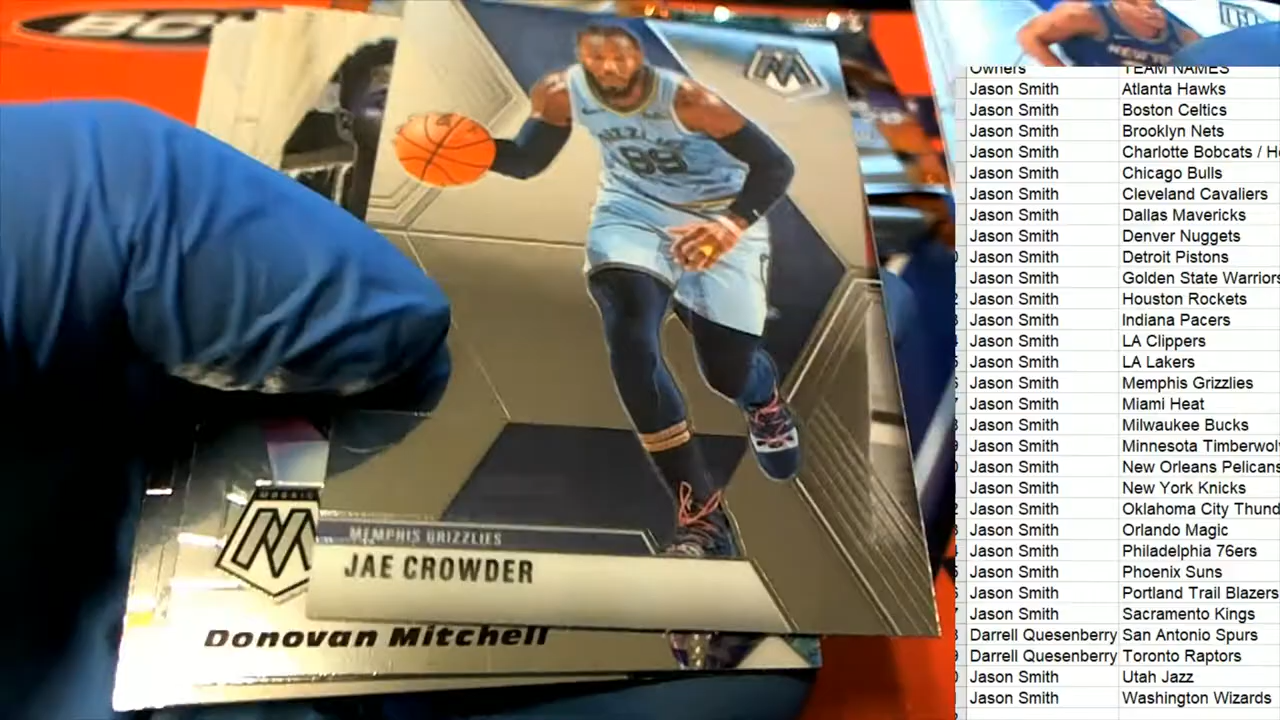 BC
GRIZZLIES
99
MEMPHIS GRIZZLIES
JAE CROWDER
MOSAIC
Donovan Mitchell
Owners TEAM NAMES
Jason Smith Atlanta Hawks
Jason Smith Boston Celtics
Jason Smith Brooklyn Nets
Jason Smith Charlotte Bobcats / Ho
Jason Smith Chicago Bulls
Jason Smith Cleveland Cavaliers
Jason Smith Dallas Mavericks
Jason Smith Denver Nuggets
Jason Smith Detroit Pistons
Jason Smith Golden State Warriors
Jason Smith Houston Rockets
Jason Smith Indiana Pacers
Jason Smith LA Clippers
Jason Smith LA Lakers
Jason Smith Memphis Grizzlies
Jason Smith Miami Heat
Jason Smith Milwaukee Bucks
Jason Smith Minnesota Timberwol
Jason Smith New Orleans Pelicans
Jason Smith New York Knicks
Jason Smith Oklahoma City Thund
Jason Smith Orlando Magic
Jason Smith Philadelphia 76ers
Jason Smith Phoenix Suns
Jason Smith Portland Trail Blazers
Jason Smith Sacramento Kings
Darrell Quesenberry San Antonio Spurs
Darrell Quesenberry Toronto Raptors
Jason Smith Utah Jazz
Jason Smith Washington Wizards